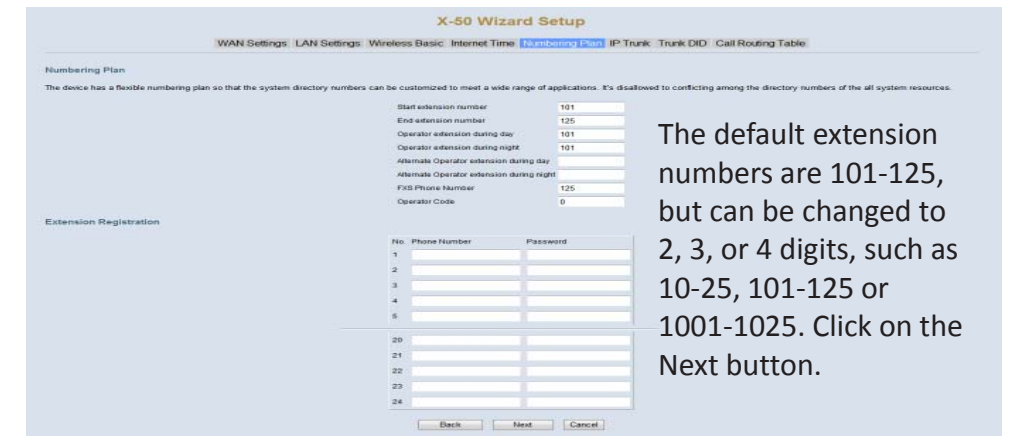 X-50 Wizard Setup
WAN Settings LAN Settings Wireless Basic Internet Time Numbering Plan IP Trunk Trunk DID Call Routing Table
Numbering Plan
The device has a flexible numbering plan so that the system directory numbers can be customized to meet a wide range of applications. It's disallowed to conflicting among the directory numbers of the all system resources.
Start extension number 101
End extension number 125
Operator extension during day 101
Operator extension during night 101
Alternate Operator extension during day
Alternate Operator extension during night
FXS Phone Number 125
Operator Code 0
The default extension
numbers are 101-125,
but can be changed to
2, 3, or 4 digits, such as
10-25, 101-125 or
1001-1025. Click on the
Next button.
Extension Registration
No. Phone Number Password
1
2
3
4
5
20
21
22
23
24
Back Next Cancel